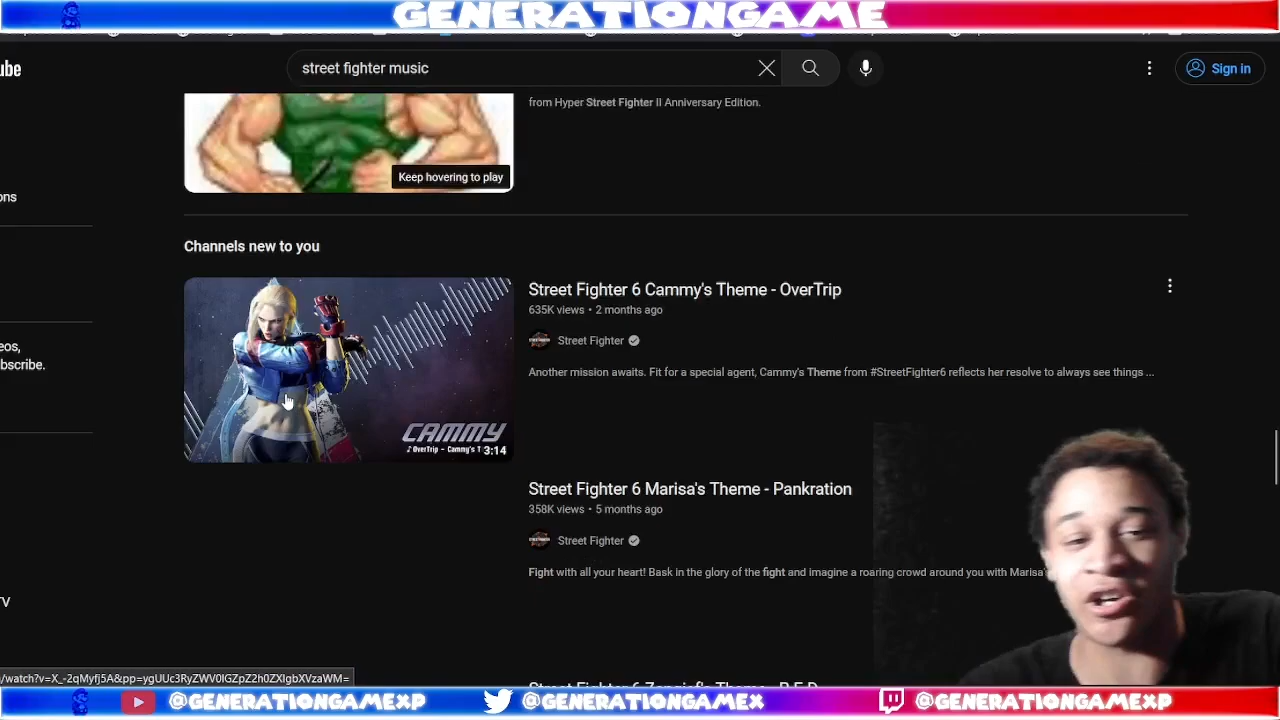 GENERATIONGAME
ube
street fighter music
Sign in
from Hyper Street Fighter II Anniversary Edition.
Keep hovering to play
ons
Channels new to you
Street Fighter 6 Cammy's Theme - OverTrip
635K views • 2 months ago
Street Fighter
Another mission awaits. Fit for a special agent, Cammy's Theme from #StreetFighter6 reflects her resolve to always see things ...
eos,
bscribe.
CAMMY
♪ OverTrip - Cammy's T 3:14
Street Fighter 6 Marisa's Theme - Pankration
358K views • 5 months ago
Street Fighter
Fight with all your heart! Bask in the glory of the fight and imagine a roaring crowd around you with Marisa's
TV
/watch?v=X_-2qMyfj5A&pp=ygUUc3RyZWV0IGZpZ2h0ZXIgbXVzaWM=
@GENERATIONGAMEXP
@GENERATIONGAMEX
@GENERATIONGAMEXP